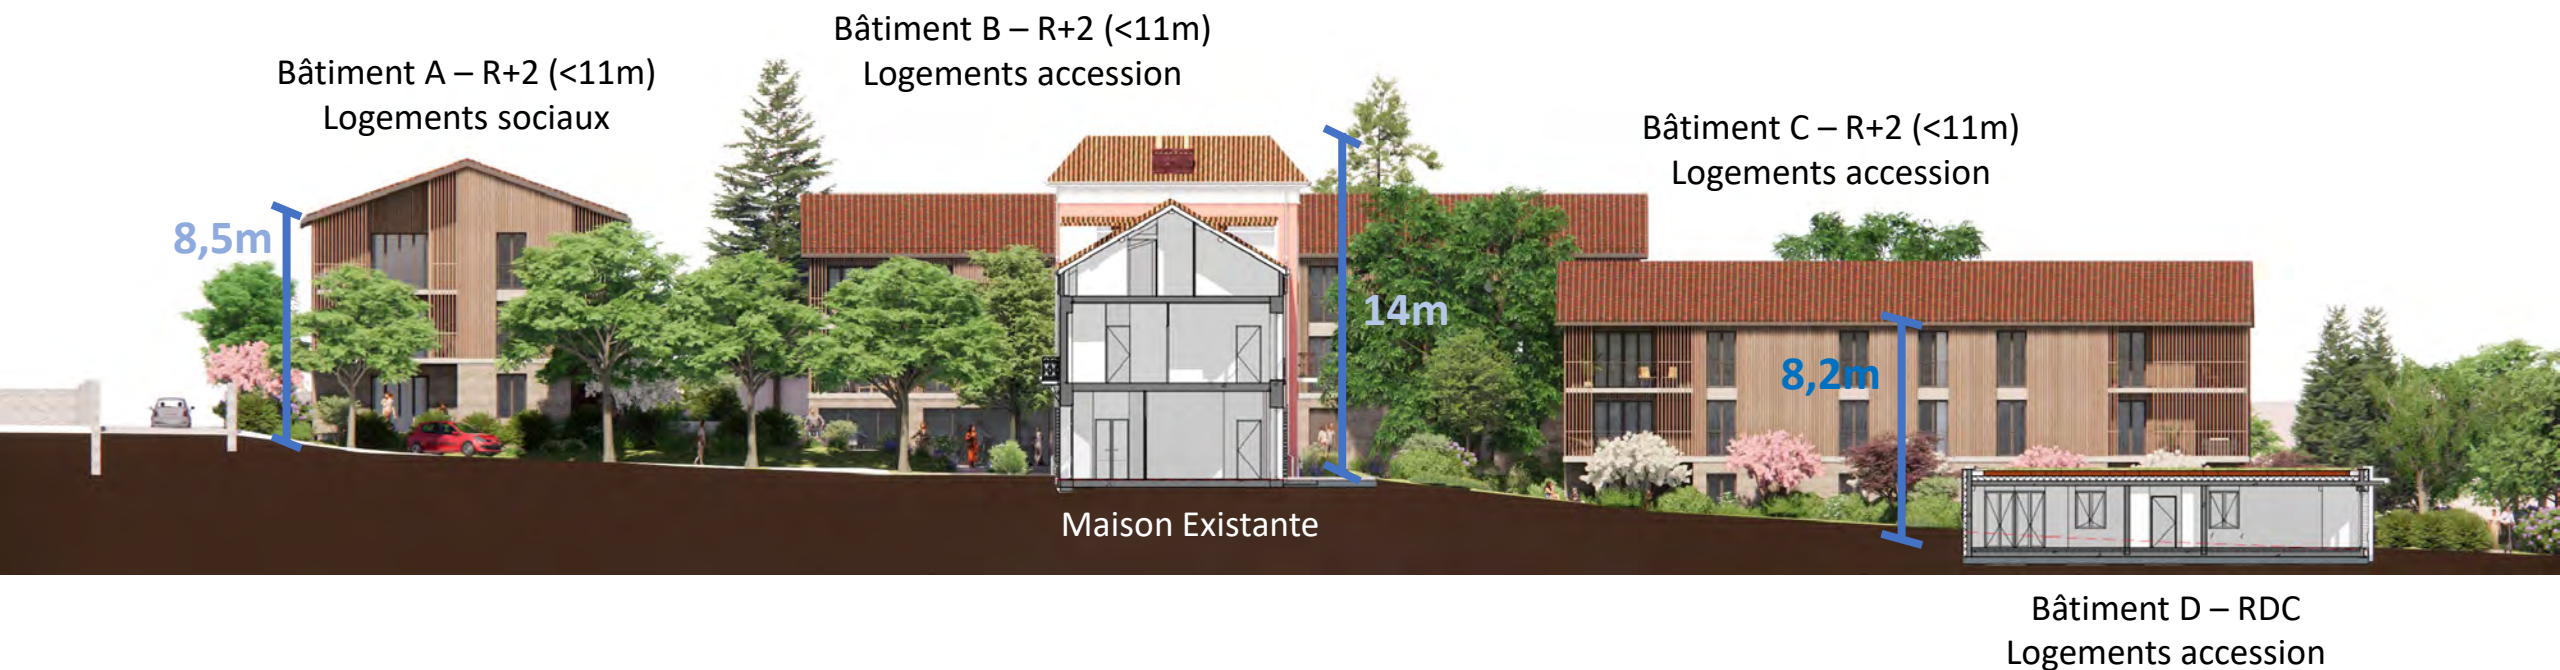 Bâtiment A – R+2 (<11m)
Logements sociaux
Bâtiment B – R+2 (<11m)
Logements accession
Bâtiment C – R+2 (<11m)
Logements accession
8,5m
14m
8,2m
Maison Existante
Bâtiment D – RDC
Logements accession